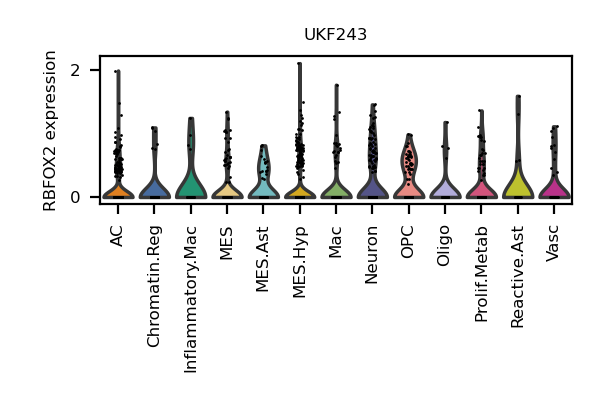 UKF243
RBFOX2 expression
2
0
AC
Chromatin.Reg
Inflammatory.Mac
MES
MES.Ast
MES.Hyp
Mac
Neuron
OPC
Oligo
Prolif.Metab
Reactive.Ast
Vasc